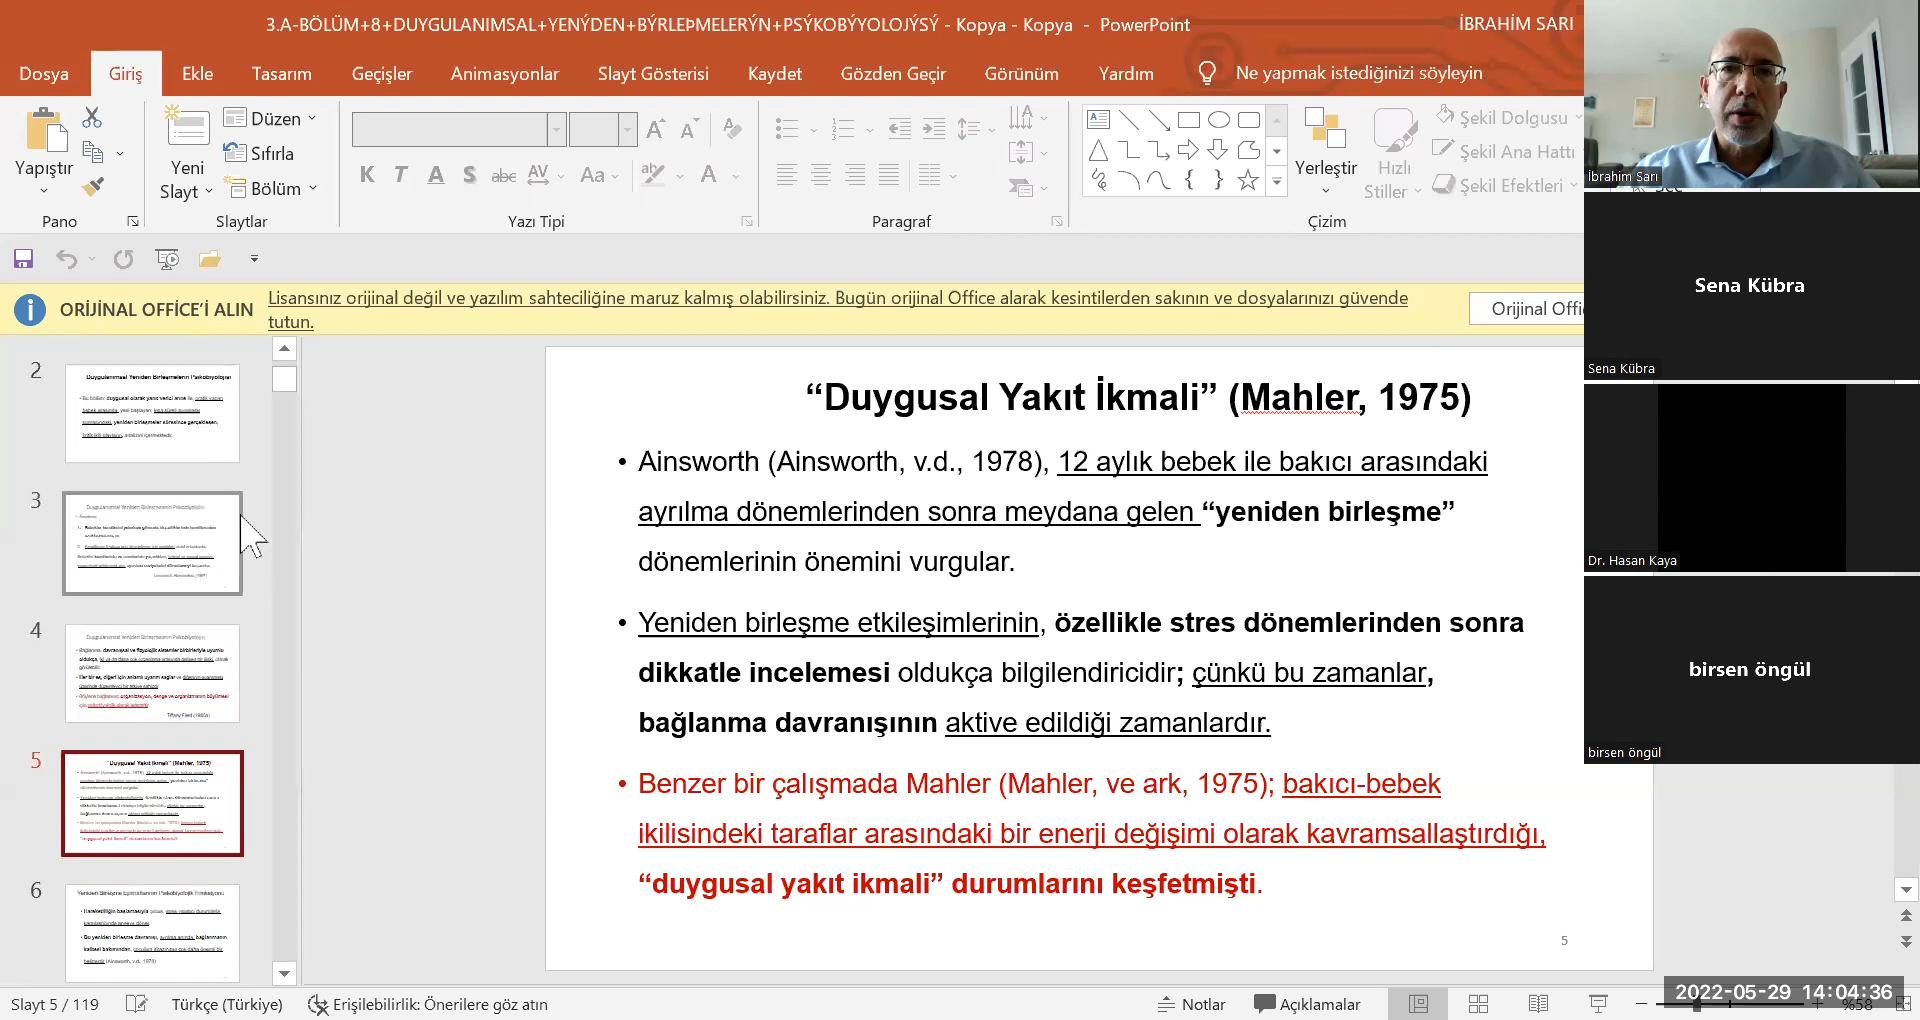 3.A-BÖLÜM+8+DUYGULANIMSAL+YENÝDEN+BÝRLEÞMELERÝN+PSÝKOBÝYOLOJÝSÝ - Kopya - Kopya - PowerPoint
İBRAHİM SARI
Dosya
Giriş
Ekle
Tasarım
Geçişler
Animasyonlar
Slayt Gösterisi
Kaydet
Gözden Geçir
Görünüm
Yardım
Ne yapmak istediğinizi söyleyin
Yapıştır
Yeni
Slayt
Düzen
Sıfırla
Bölüm
Yerleştir
Hızlı
Stiller
Şekil Dolgusu
Şekil Ana Hattı
Şekil Efektleri
Pano
Slaytlar
Yazı Tipi
Paragraf
Çizim
ORİJİNAL OFFİCE’İ ALIN
Lisansınız orijinal değil ve yazılım sahteciliğine maruz kalmış olabilirsiniz. Bugün orijinal Office alarak kesintilerden sakının ve dosyalarınızı güvende
tutun.
Orijinal Offi
2
3
4
5
6
“Duygusal Yakıt İkmali” (Mahler, 1975)
• Ainsworth (Ainsworth, v.d., 1978), 12 aylık bebek ile bakıcı arasındaki
ayrılma dönemlerinden sonra meydana gelen “yeniden birleşme”
dönemlerinin önemini vurgular.
• Yeniden birleşme etkileşimlerinin, özellikle stres dönemlerinden sonra
dikkatle incelemesi oldukça bilgilendiricidir; çünkü bu zamanlar,
bağlanma davranışının aktive edildiği zamanlardır.
• Benzer bir çalışmada Mahler (Mahler, ve ark, 1975); bakıcı-bebek
ikilisindeki taraflar arasındaki bir enerji değişimi olarak kavramsallaştırdığı,
“duygusal yakıt ikmali” durumlarını keşfetmişti.
5
İbrahim Sarı
Sena Kübra
Sena Kübra
Dr. Hasan Kaya
birsen öngül
birsen öngül
Slayt 5 / 119
Türkçe (Türkiye)
Erişilebilirlik: Önerilere göz atın
Notlar
Açıklamalar
2022-05-29 14:04:36
%58